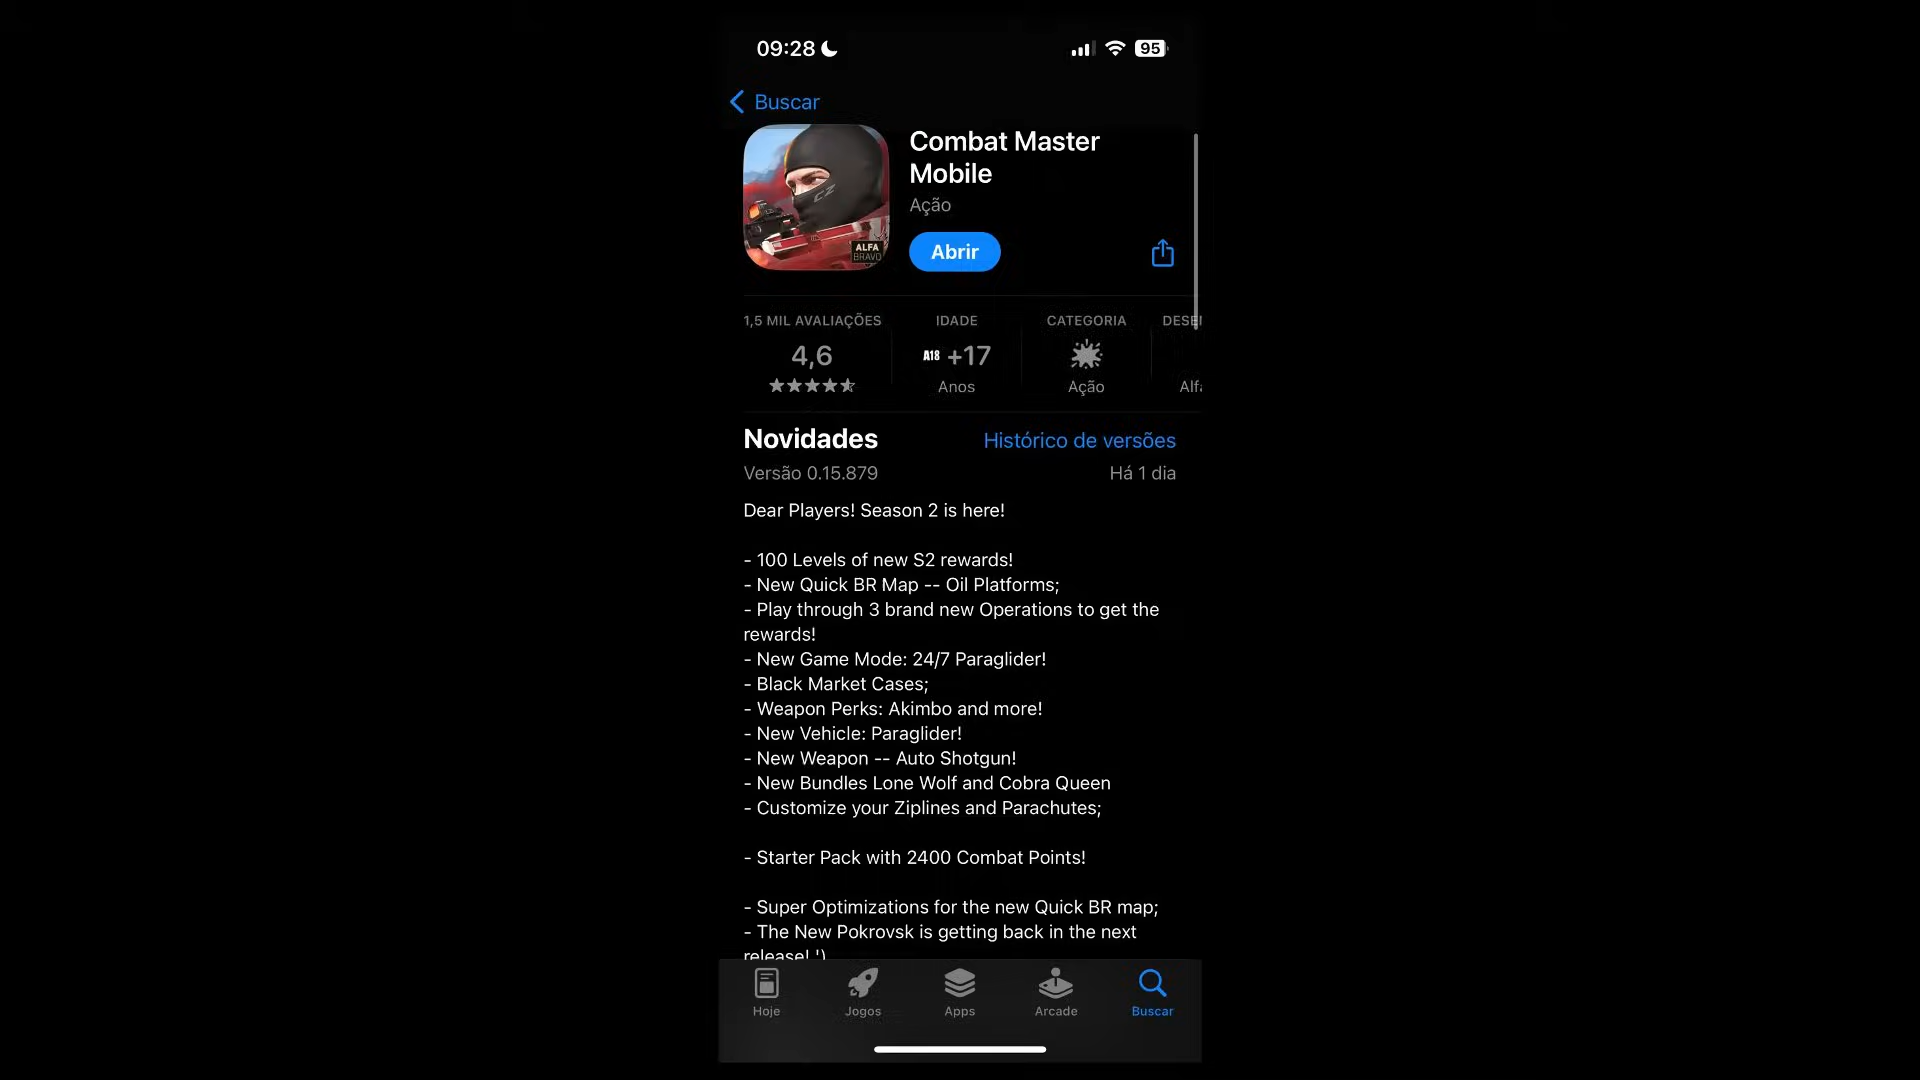 09:28
95
Buscar
Combat Master
Mobile
Ação
CZ
ALFA
BRAVO
Abrir
1,5 MIL AVALIAÇÕES
IDADE
CATEGORIA
DESE
4,6
A18 +17
Anos
Ação
Alfa
Novidades
Histórico de versões
Versão 0.15.879
Há 1 dia
Dear Players! Season 2 is here!
- 100 Levels of new S2 rewards!
- New Quick BR Map -- Oil Platforms;
- Play through 3 brand new Operations to get the
rewards!
- New Game Mode: 24/7 Paraglider!
- Black Market Cases;
- Weapon Perks: Akimbo and more!
- New Vehicle: Paraglider!
- New Weapon -- Auto Shotgun!
- New Bundles Lone Wolf and Cobra Queen
- Customize your Ziplines and Parachutes;
- Starter Pack with 2400 Combat Points!
- Super Optimizations for the new Quick BR map;
- The New Pokrovsk is getting back in the next
release! ')
Hoje
Jogos
Apps
Arcade
Buscar